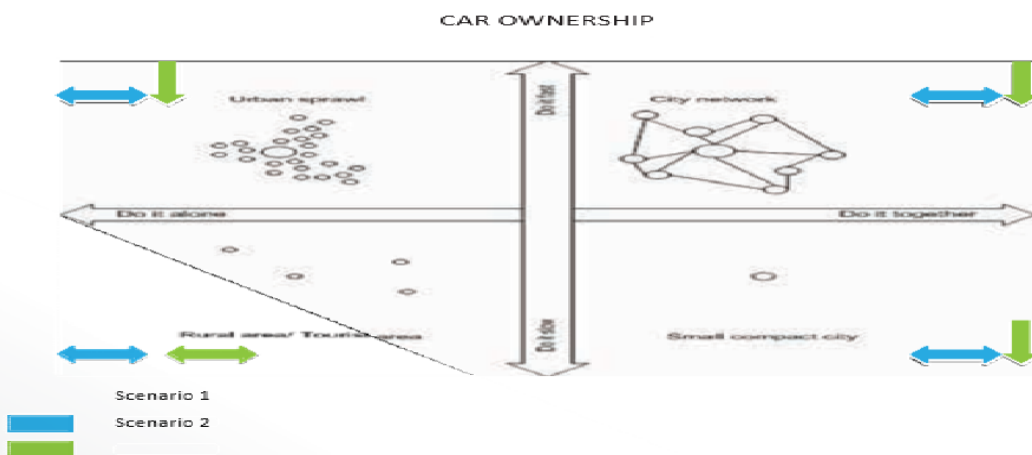 CAR OWNERSHIP
Urban sprawl
Do it fast
City network
Do it alone
Do it together
Rural area/ Tourist area
Do it slow
Small compact city
Scenario 1
Scenario 2